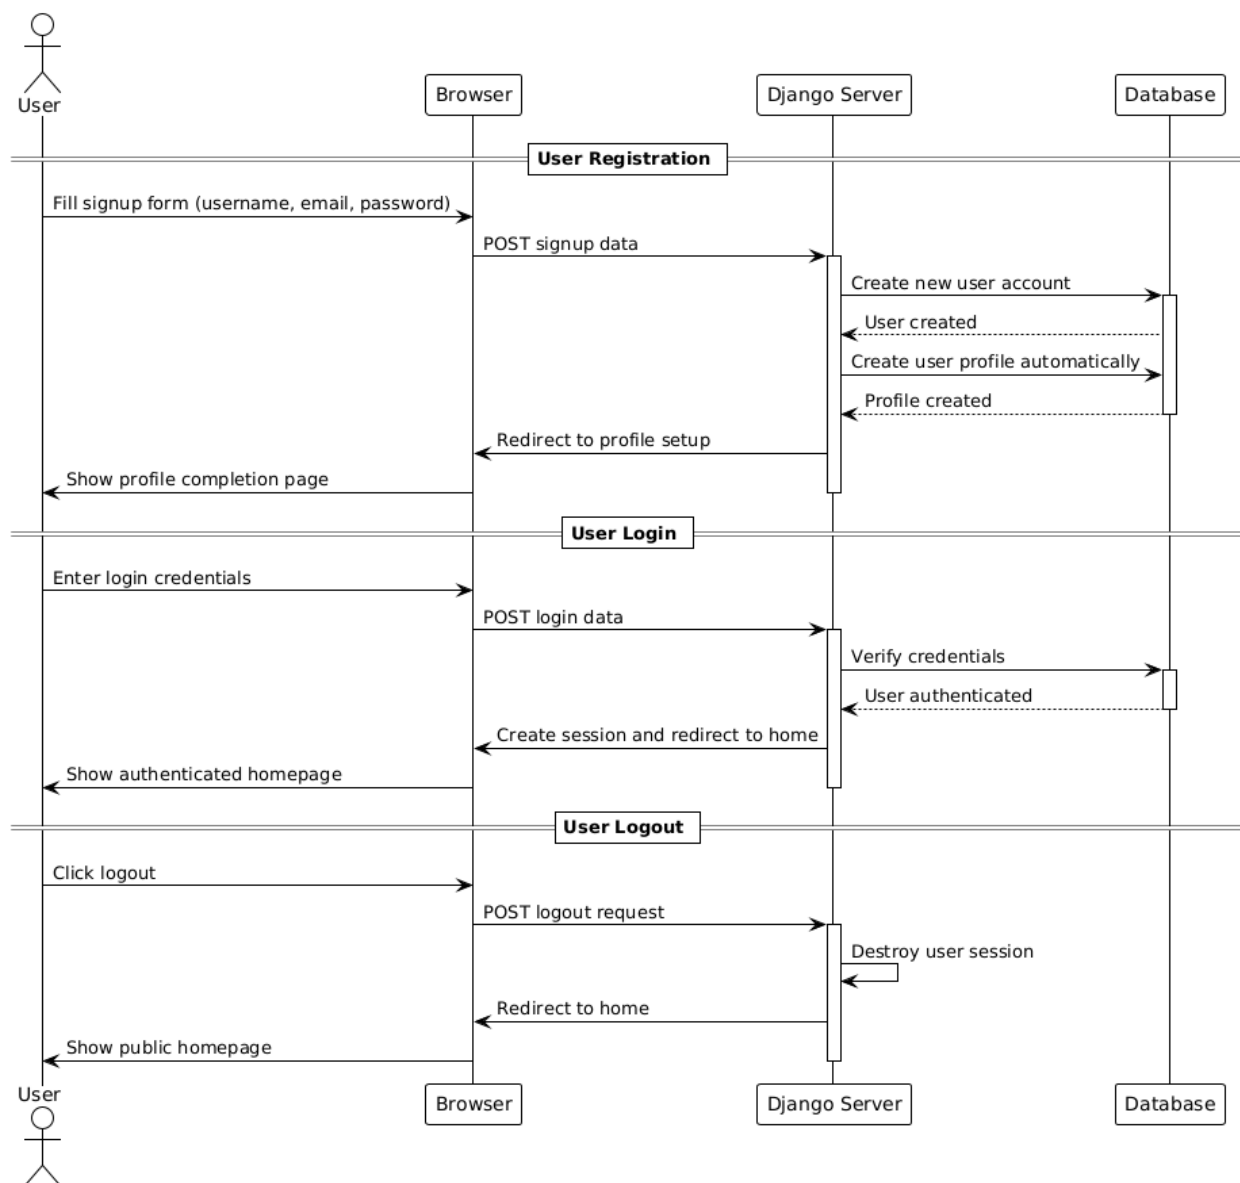 User
Browser
Django Server
Database
User Registration
Fill signup form (username, email, password)
POST signup data
Create new user account
User created
Create user profile automatically
Profile created
Redirect to profile setup
Show profile completion page
User Login
Enter login credentials
POST login data
Verify credentials
User authenticated
Create session and redirect to home
Show authenticated homepage
User Logout
Click logout
POST logout request
Destroy user session
Redirect to home
Show public homepage
User
Browser
Django Server
Database